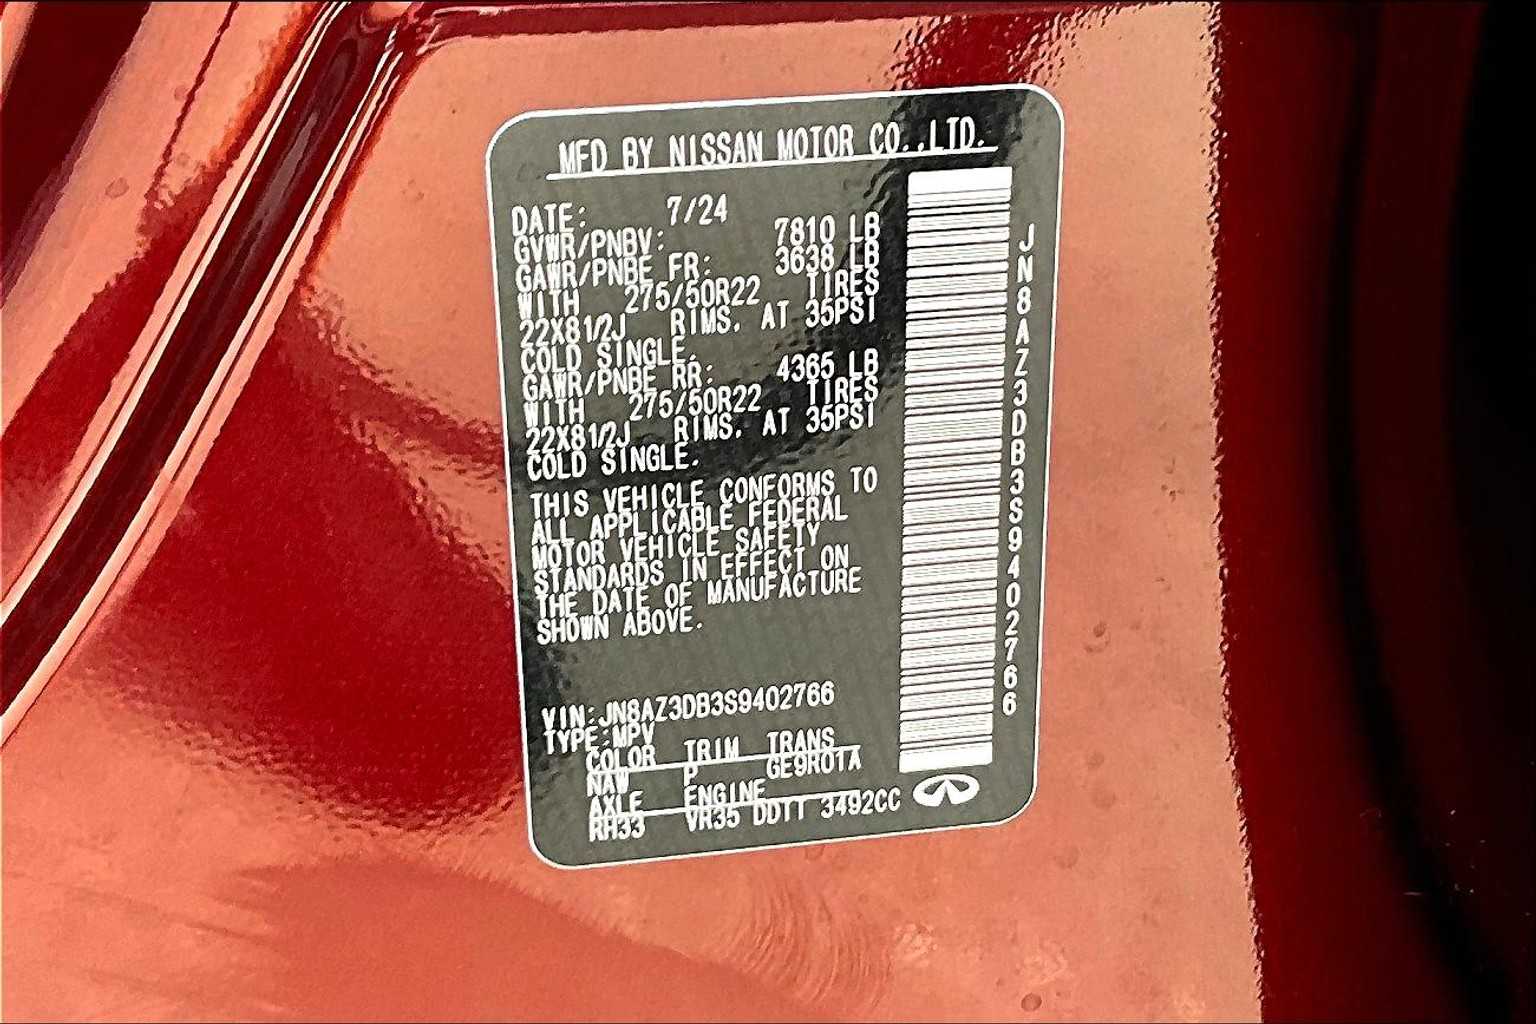 MFD BY NISSAN MOTOR CO.,LTD.
DATE: 7/24
GVWR/PNBV: 7810 LB
GAWR/PNBE FR: 3638 LB
WITH 275/50R22 TIRES
22X81/2J RIMS. AT 35PSI
COLD SINGLE.
GAWR/PNBE RR: 4365 LB
WITH 275/50R22 TIRES
22X81/2J RIMS. AT 35PSI
COLD SINGLE.
THIS VEHICLE CONFORMS TO
ALL APPLICABLE FEDERAL
MOTOR VEHICLE SAFETY
STANDARDS IN EFFECT ON
THE DATE OF MANUFACTURE
SHOWN ABOVE.
VIN:JN8AZ3DB3S9402766
TYPE:MPV
COLOR TRIM TRANS
NAW P GE9R01A
AXLE ENGINE
RH33 VR35 DDTT 3492CC
JN8AZ3DB3S9402766